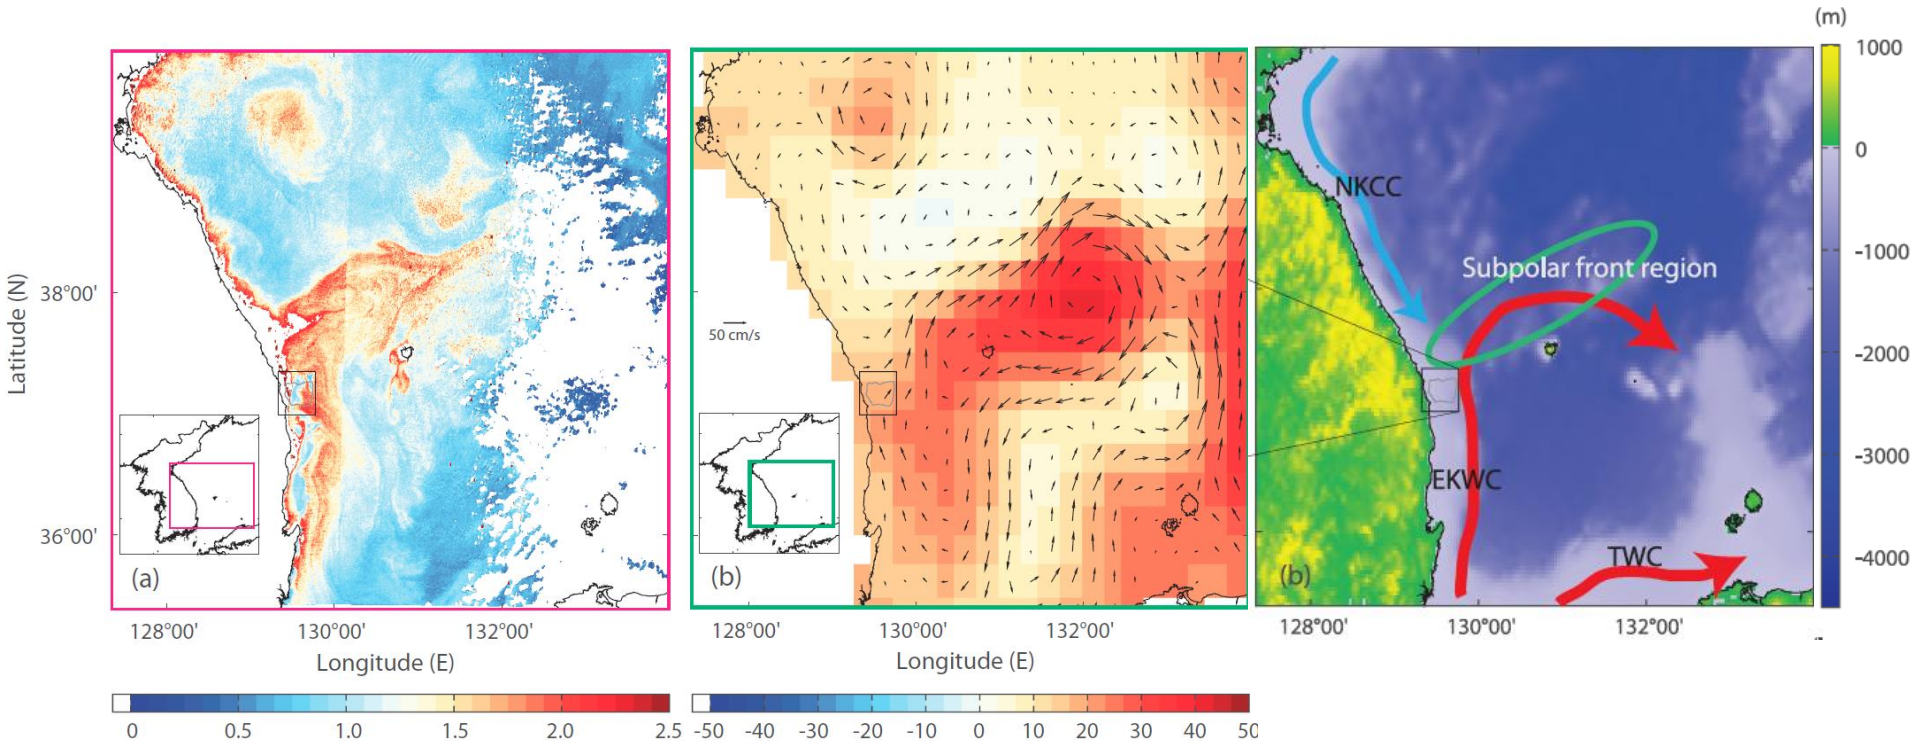 (m)
1000
0
-1000
-2000
-3000
-4000
Latitude (N)
38°00'
36°00'
(a)
128°00'
130°00'
132°00'
Longitude (E)
0
0.5
1.0
1.5
2.0
2.5
50 cm/s
(b)
128°00'
130°00'
132°00'
Longitude (E)
-50
-40
-30
-20
-10
0
10
20
30
40
50
NKCC
Subpolar front region
EKWC
TWC
(b)
128°00'
130°00'
132°00'